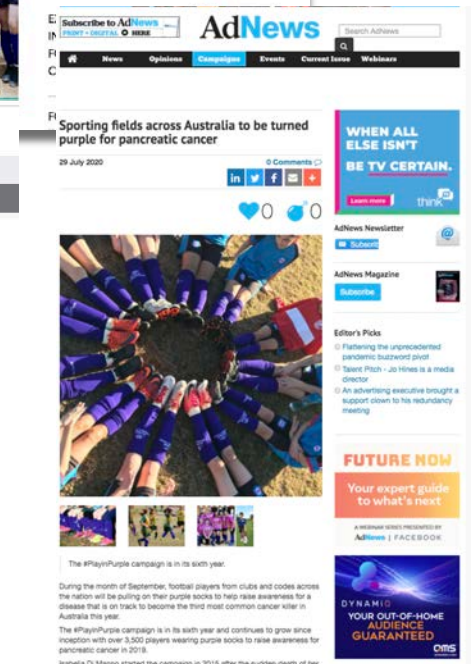 Subscribe to AdNews
PRINT + DIGITAL HERE
AdNews
Search AdNews
News
Opinions
Campaigns
Events
Current Issue
Webinars
Sporting fields across Australia to be turned
purple for pancreatic cancer
29 July 2020
0 Comments
0
0
The #PlayinPurple campaign is in its sixth year.
During the month of September, football players from clubs and codes across
the nation will be pulling on their purple socks to help raise awareness for a
disease that is on track to become the third most common cancer killer in
Australia this year.
The #PlayinPurple campaign is in its sixth year and continues to grow since
inception with over 3,500 players wearing purple socks to raise awareness for
pancreatic cancer in 2019.
WHEN ALL
ELSE ISN'T
BE TV CERTAIN.
Learn more
think
AdNews Newsletter
AdNews Magazine
Subscribe
Editor's Picks
Flattening the unprecedented
pandemic buzzword pivot
Talent Pitch - Jo Hines is a media
director
An advertising executive brought a
support clown to his redundancy
meeting
FUTURE NOW
Your expert guide
to what's next
A WEBINAR SERIES PRESENTED BY
AdNews | FACEBOOK
DYNAMIQ
YOUR OUT-OF-HOME
AUDIENCE
GUARANTEED